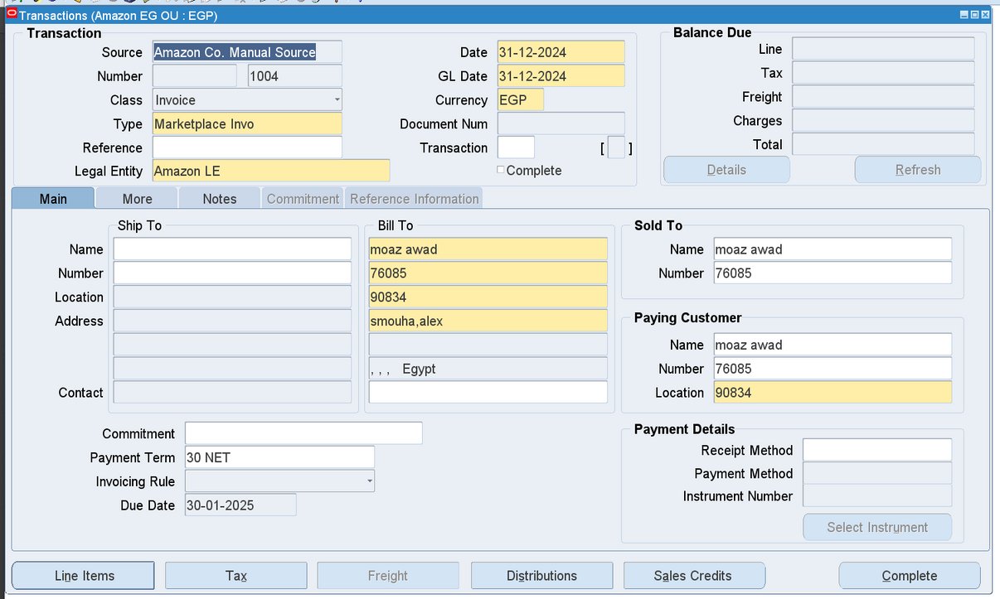 Transactions (Amazon EG OU : EGP)
Transaction
Source Amazon Co. Manual Source
Number 1004
Class Invoice
Type Marketplace Invo
Reference
Legal Entity Amazon LE
Date 31-12-2024
GL Date 31-12-2024
Currency EGP
Document Num
Transaction [ ]
Complete
Balance Due
Line
Tax
Freight
Charges
Total
Details Refresh
Main More Notes Commitment Reference Information
Ship To
Name
Number
Location
Address
Contact
Bill To
moaz awad
76085
90834
smouha,alex
, , , Egypt
Sold To
Name moaz awad
Number 76085
Paying Customer
Name moaz awad
Number 76085
Location 90834
Commitment
Payment Term 30 NET
Invoicing Rule
Due Date 30-01-2025
Payment Details
Receipt Method
Payment Method
Instrument Number
Select Instrument
Line Items Tax Freight Distributions Sales Credits Complete